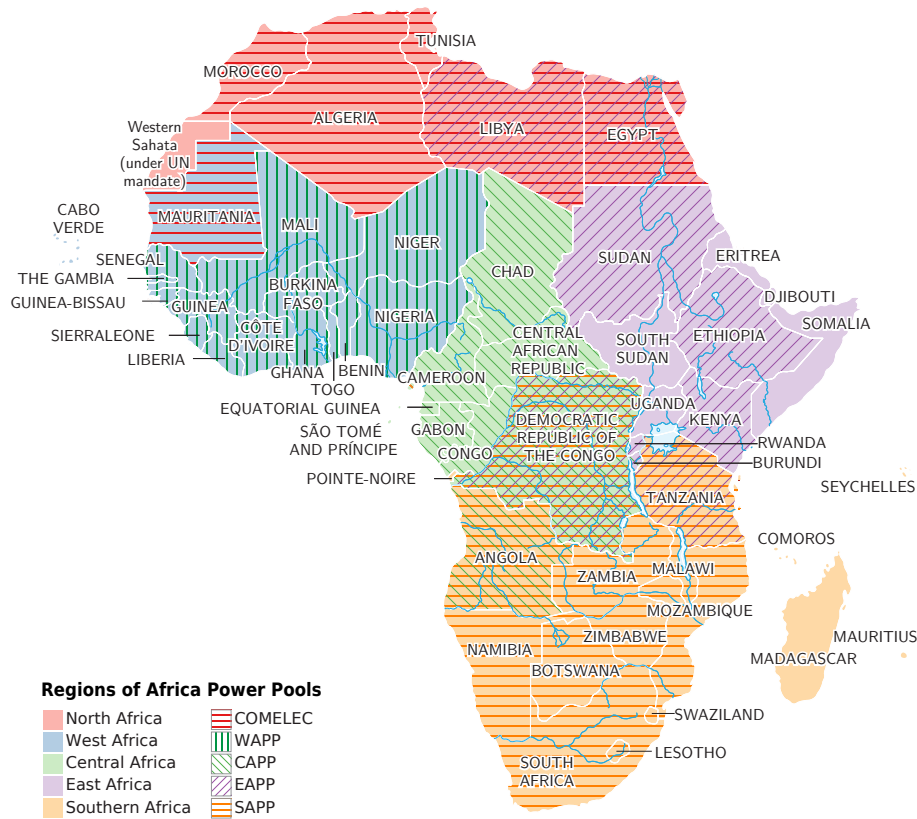 TUNISIA
MOROCCO
ALGERIA
LIBYA
EGYPT
Western
Sahata
(under UN
mandate)
CABO
VERDE
MAURITANIA
MALI
NIGER
CHAD
SUDAN
ERITREA
DJIBOUTI
SOMALIA
SENEGAL
THE GAMBIA
GUINEA-BISSAU
GUINEA
SIERRALEONE
LIBERIA
CÔTE
D'IVOIRE
BURKINA
FASO
GHANA
TOGO
BENIN
NIGERIA
CAMEROON
CENTRAL
AFRICAN
REPUBLIC
SOUTH
SUDAN
ETHIOPIA
EQUATORIAL GUINEA
SÃO TOMÉ
AND PRÍNCIPE
GABON
CONGO
POINTE-NOIRE
DEMOCRATIC
REPUBLIC OF
THE CONGO
UGANDA
KENYA
RWANDA
BURUNDI
TANZANIA
SEYCHELLES
COMOROS
ANGOLA
ZAMBIA
MALAWI
MOZAMBIQUE
ZIMBABWE
NAMIBIA
BOTSWANA
MADAGASCAR
MAURITIUS
SWAZILAND
LESOTHO
SOUTH
AFRICA
Regions of Africa Power Pools
North Africa
West Africa
Central Africa
East Africa
Southern Africa
COMELEC
WAPP
CAPP
EAPP
SAPP